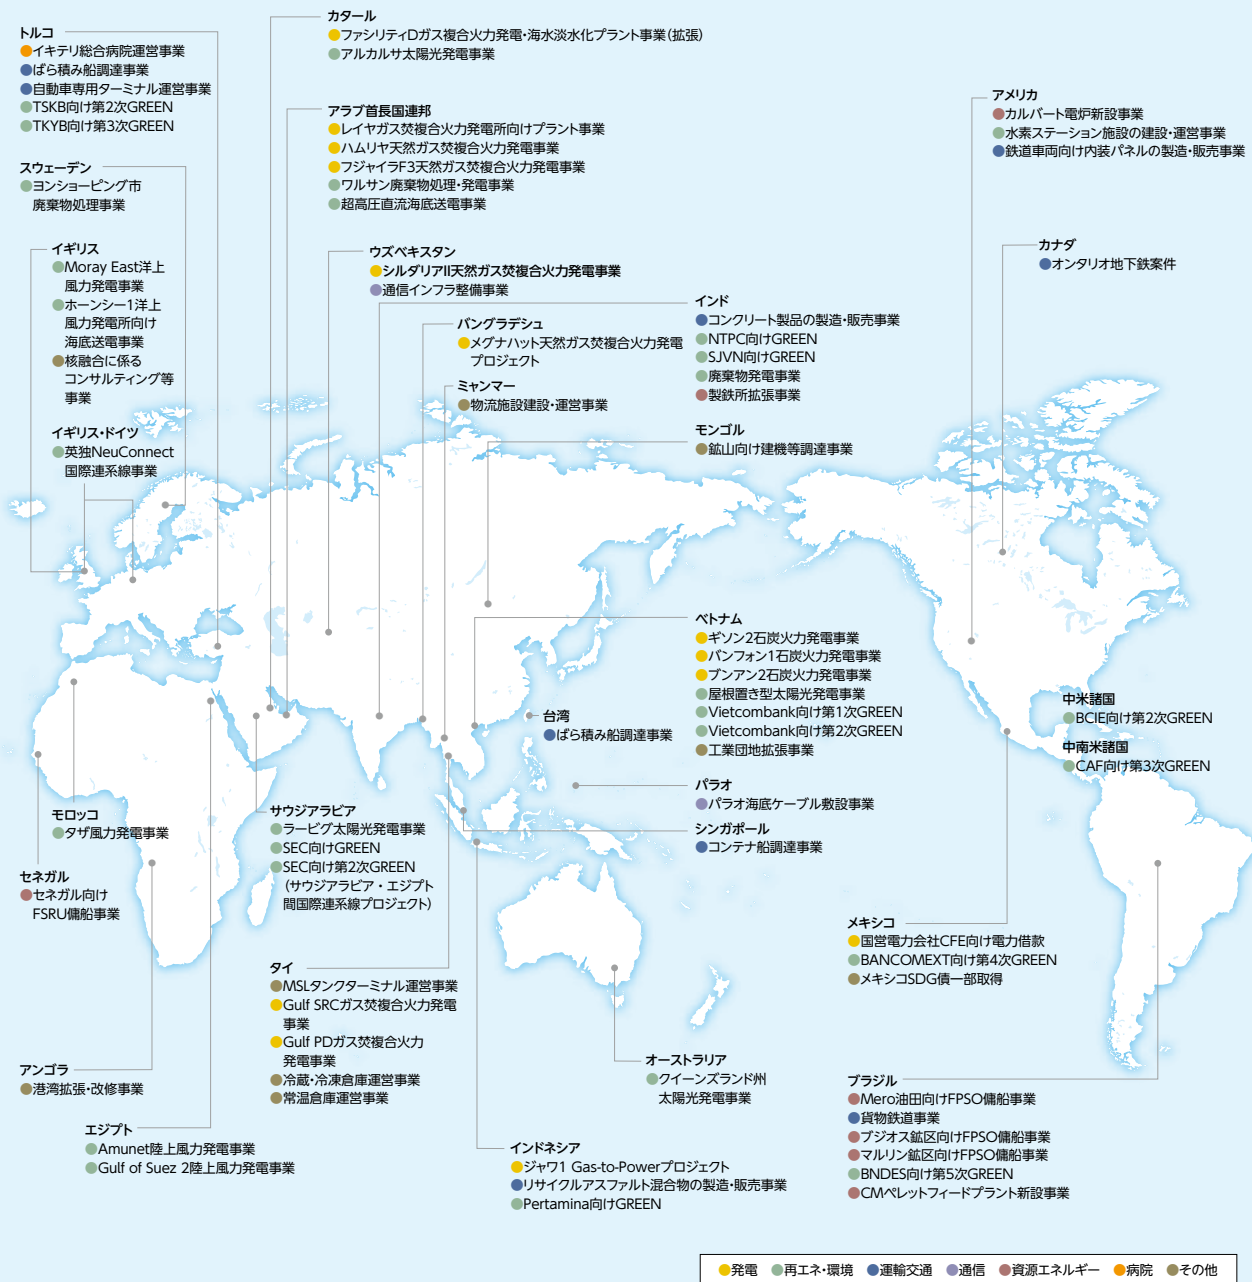 トルコ
イキテリ総合病院運営事業
ばら積み船調達事業
自動車専用ターミナル運営事業
TSKB向け第2次GREEN
TKYB向け第3次GREEN
スウェーデン
ヨンショーピング市
廃棄物処理事業
イギリス
Moray East洋上
風力発電事業
ホーンシー1洋上
風力発電所向け
海底送電事業
核融合に係る
コンサルティング等
事業
イギリス・ドイツ
英独NeuConnect
国際連系線事業
カタール
ファシリティDガス複合火力発電・海水淡水化プラント事業(拡張)
アルカルサ太陽光発電事業
アラブ首長国連邦
レイヤガス焚複合火力発電所向けプラント事業
ハムリヤ天然ガス焚複合火力発電事業
フジャイラF3天然ガス焚複合火力発電事業
ワルサン廃棄物処理・発電事業
超高圧直流海底送電事業
ウズベキスタン
シルダリアII天然ガス焚複合火力発電事業
通信インフラ整備事業
バングラデシュ
メグナハット天然ガス焚複合火力発電
プロジェクト
ミャンマー
物流施設建設・運営事業
インド
コンクリート製品の製造・販売事業
NTPC向けGREEN
SJVN向けGREEN
廃棄物発電事業
製鉄所拡張事業
モンゴル
鉱山向け建機等調達事業
アメリカ
カルバート電炉新設事業
水素ステーション施設の建設・運営事業
鉄道車両向け内装パネルの製造・販売事業
カナダ
オンタリオ地下鉄案件
ベトナム
ギソン2石炭火力発電事業
バンフォン1石炭火力発電事業
ブンアン2石炭火力発電事業
屋根置き型太陽光発電事業
Vietcombank向け第1次GREEN
Vietcombank向け第2次GREEN
工業団地拡張事業
台湾
ばら積み船調達事業
パラオ
パラオ海底ケーブル敷設事業
シンガポール
コンテナ船調達事業
中米諸国
BCIE向け第2次GREEN
中南米諸国
CAF向け第3次GREEN
モロッコ
タザ風力発電事業
セネガル
セネガル向け
FSRU傭船事業
サウジアラビア
ラービグ太陽光発電事業
SEC向けGREEN
SEC向け第2次GREEN
(サウジアラビア・エジプト
間国際連系線プロジェクト)
タイ
MSLタンクターミナル運営事業
Gulf SRCガス焚複合火力発電
事業
Gulf PDガス焚複合火力
発電事業
冷蔵・冷凍倉庫運営事業
常温倉庫運営事業
アンゴラ
港湾拡張・改修事業
エジプト
Amunet陸上風力発電事業
Gulf of Suez 2陸上風力発電事業
オーストラリア
クイーンズランド州
太陽光発電事業
インドネシア
ジャワ1 Gas-to-Powerプロジェクト
リサイクルアスファルト混合物の製造・販売事業
Pertamina向けGREEN
メキシコ
国営電力会社CFE向け電力借款
BANCOMEXT向け第4次GREEN
メキシコSDG債一部取得
ブラジル
Mero油田向けFPSO傭船事業
貨物鉄道事業
ブジオス鉱区向けFPSO傭船事業
マルリン鉱区向けFPSO傭船事業
BNDES向け第5次GREEN
CMペレットフィードプラント新設事業
発電 再エネ・環境 運輸交通 通信 資源エネルギー 病院 その他